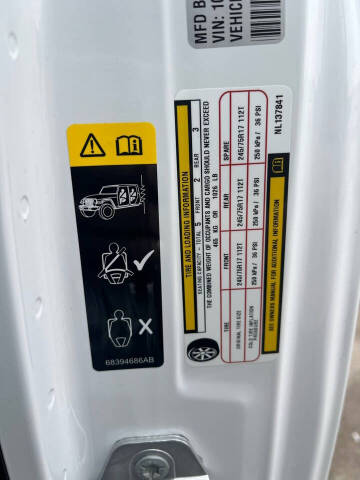 MFD B
VIN: 1C
VEHIC
68394686AB
TIRE AND LOADING INFORMATION
SEATING CAPACITY - TOTAL 5 FRONT 2 REAR 3
THE COMBINED WEIGHT OF OCCUPANTS AND CARGO SHOULD NEVER EXCEED
465 KG OR 1026 LB
TIRE FRONT REAR SPARE
ORIGINAL TIRE SIZE 245/75R17 112T 245/75R17 112T 245/75R17 112T
COLD TIRE INFLATION
PRESSURE 250 kPa / 36 PSI 250 kPa / 36 PSI 250 kPa / 36 PSI
SEE OWNERS MANUAL FOR ADDITIONAL INFORMATION
NL137841